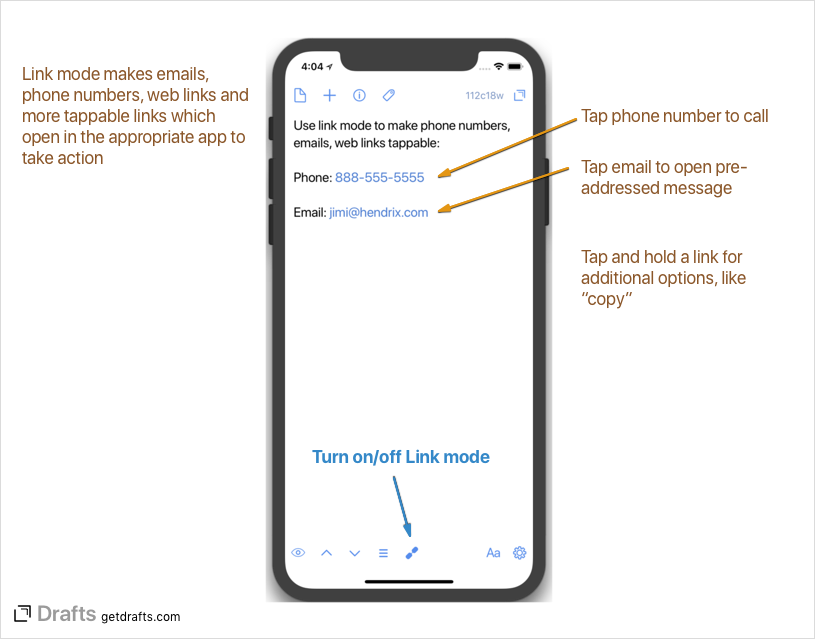 Link mode makes emails,
phone numbers, web links and
more tappable links which
open in the appropriate app to
take action
4:04
112c18w
Use link mode to make phone numbers,
emails, web links tappable:
Phone: 888-555-5555
Email: jimi@hendrix.com
Tap phone number to call
Tap email to open pre-
addressed message
Tap and hold a link for
additional options, like
“copy“
Turn on/off Link mode
Aa
Drafts getdrafts.com